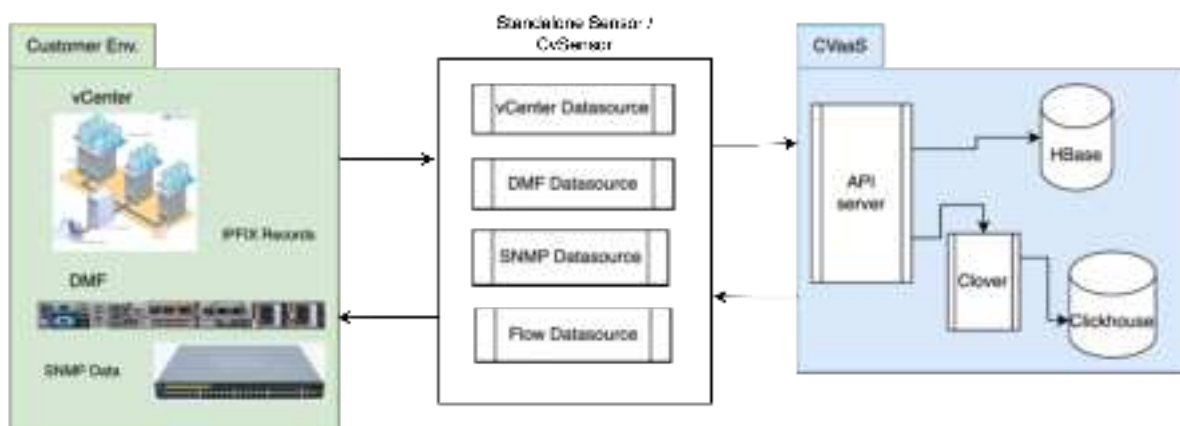 Customer Env.
vCenter
IPFIX Records
DMF
SNMP Data
Standalone Sensor /
CvSensor
vCenter Datasource
DMF Datasource
SNMP Datasource
Flow Datasource
CVaaS
API
server
HBase
Clover
Clickhouse